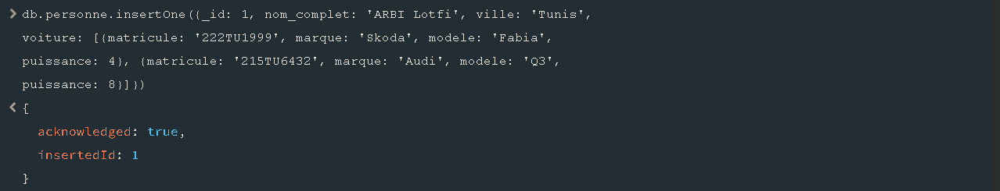 > db.personne.insertOne({_id: 1, nom_complet: 'ARBI Lotfi', ville: 'Tunis',
voiture: [{matricule: '222TU1999', marque: 'Skoda', modele: 'Fabia',
puissance: 4}, {matricule: '215TU6432', marque: 'Audi', modele: 'Q3',
puissance: 8}]})
< {
acknowledged: true,
insertedId: 1
}